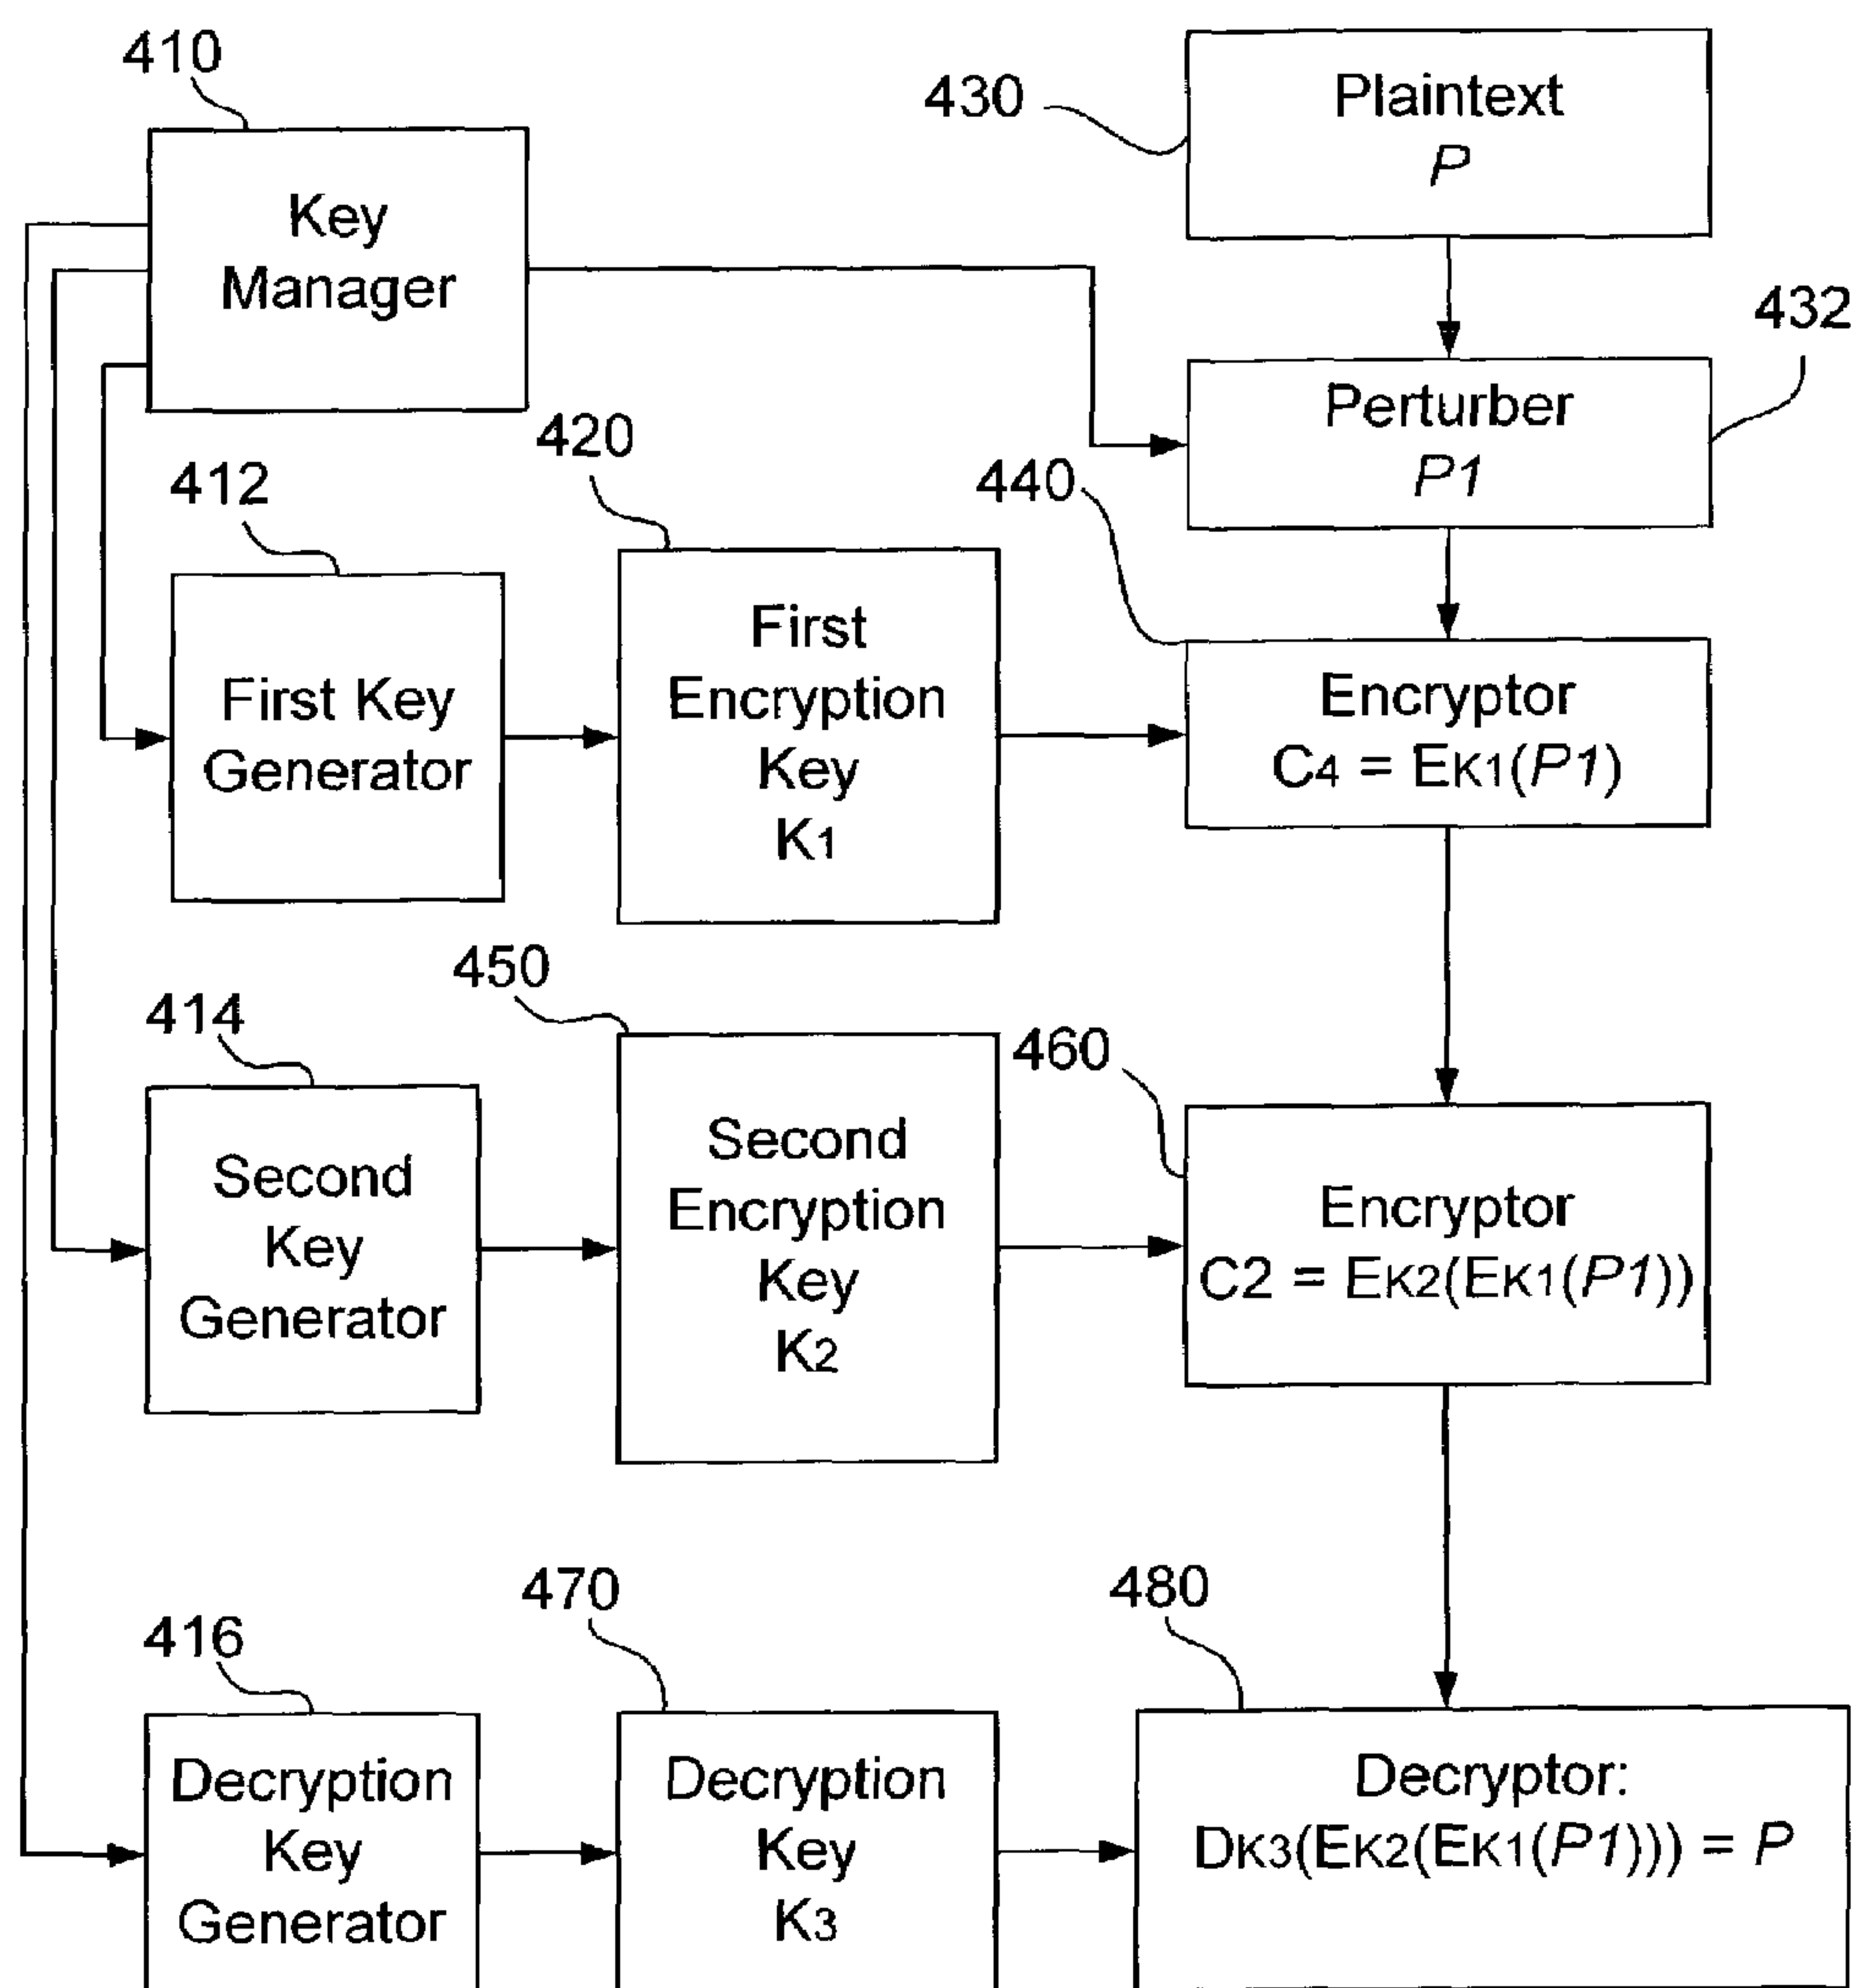 410
Key
Manager
430
Plaintext
P
432
Perturber
P1
412
First Key
Generator
420
First
Encryption
Key
K1
440
Encryptor
C4 = EK1(P1)
414
Second
Key
Generator
450
Second
Encryption
Key
K2
460
Encryptor
C2 = EK2(EK1(P1))
416
Decryption
Key
Generator
470
Decryption
Key
K3
480
Decryptor:
DK3(EK2(EK1(P1))) = P